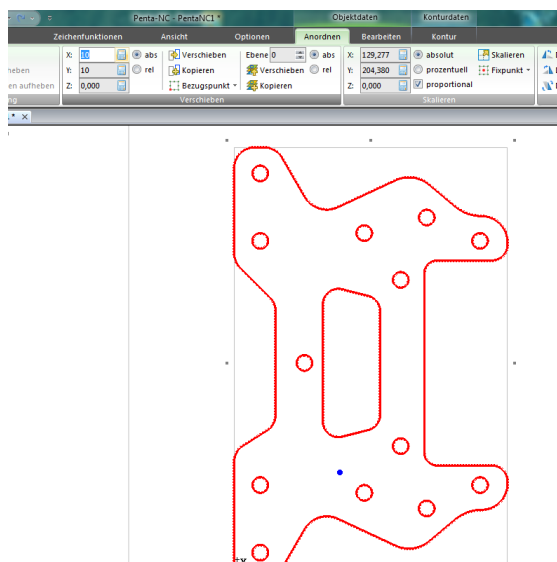 Penta-NC - PentaNC1 * Objektdaten Konturdaten
Zeichenfunktionen Ansicht Optionen Anordnen Bearbeiten Kontur
X: 10 abs Verschieben Ebene 0 abs X: 129,277 absolut Skalieren
heben Y: 10 rel Kopieren Verschieben rel Y: 204,380 prozentuell Fixpunkt
en aufheben Z: 0,000 Bezugspunkt Kopieren Z: 0,000 proportional
ng Verschieben Skalieren
* ×